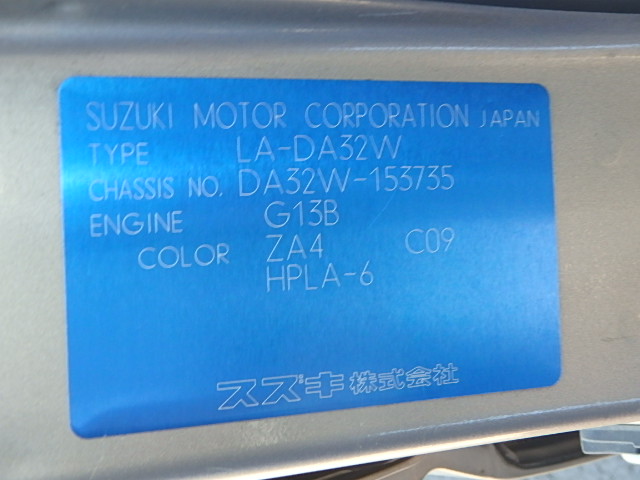 SUZUKI MOTOR CORPORATION JAPAN
TYPE LA-DA32W
CHASSIS NO. DA32W-153735
ENGINE G13B
COLOR ZA4 C09
HPLA-6
スズキ株式会社